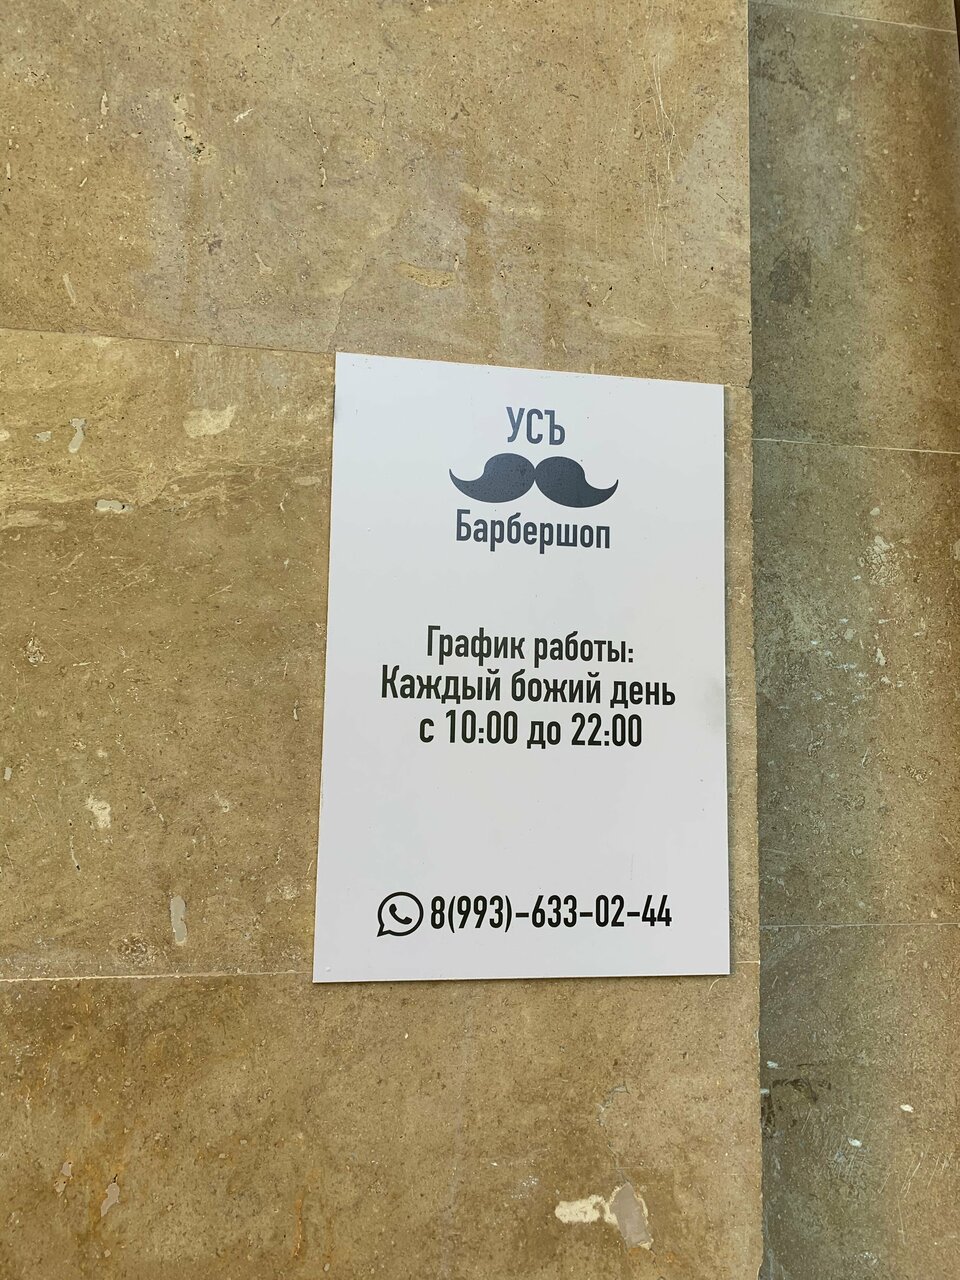 УСЪ
Барбершоп
График работы:
Каждый божий день
с 10:00 до 22:00
8(993)-633-02-44